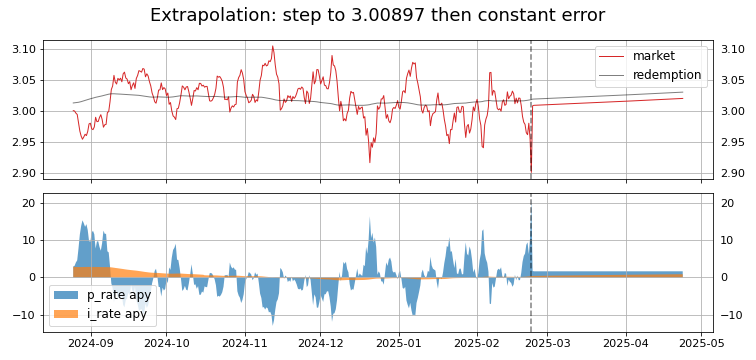 Extrapolation: step to 3.00897 then constant error
3.10 3.10
3.05 3.05
3.00 3.00
2.95 2.95
2.90 2.90
market
redemption
20 20
10 10
0 0
−10 −10
p_rate apy
i_rate apy
2024-09 2024-10 2024-11 2024-12 2025-01 2025-02 2025-03 2025-04 2025-05